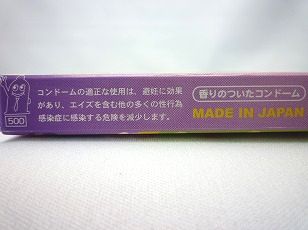 コンドームの適正な使用は、避妊に効果
があり、エイズを含む他の多くの性行為
感染症に感染する危険を減少します。
500
香りのついたコンドーム
MADE IN JAPAN